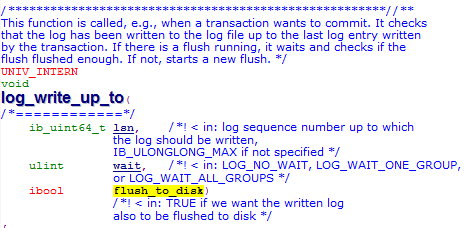 /******************************************************//**
This function is called, e.g., when a transaction wants to commit. It checks
that the log has been written to the log file up to the last log entry written
by the transaction. If there is a flush running, it waits and checks if the
flush flushed enough. If not, starts a new flush. */
UNIV_INTERN
void
log_write_up_to(
/*============*/
ib_uint64_t lsn, /*! < in: log sequence number up to which
the log should be written,
IB_ULONGLONG_MAX if not specified */
ulint wait, /*! < in: LOG_NO_WAIT, LOG_WAIT_ONE_GROUP,
or LOG_WAIT_ALL_GROUPS */
ibool flush_to_disk)
/*! < in: TRUE if we want the written log
also to be flushed to disk */